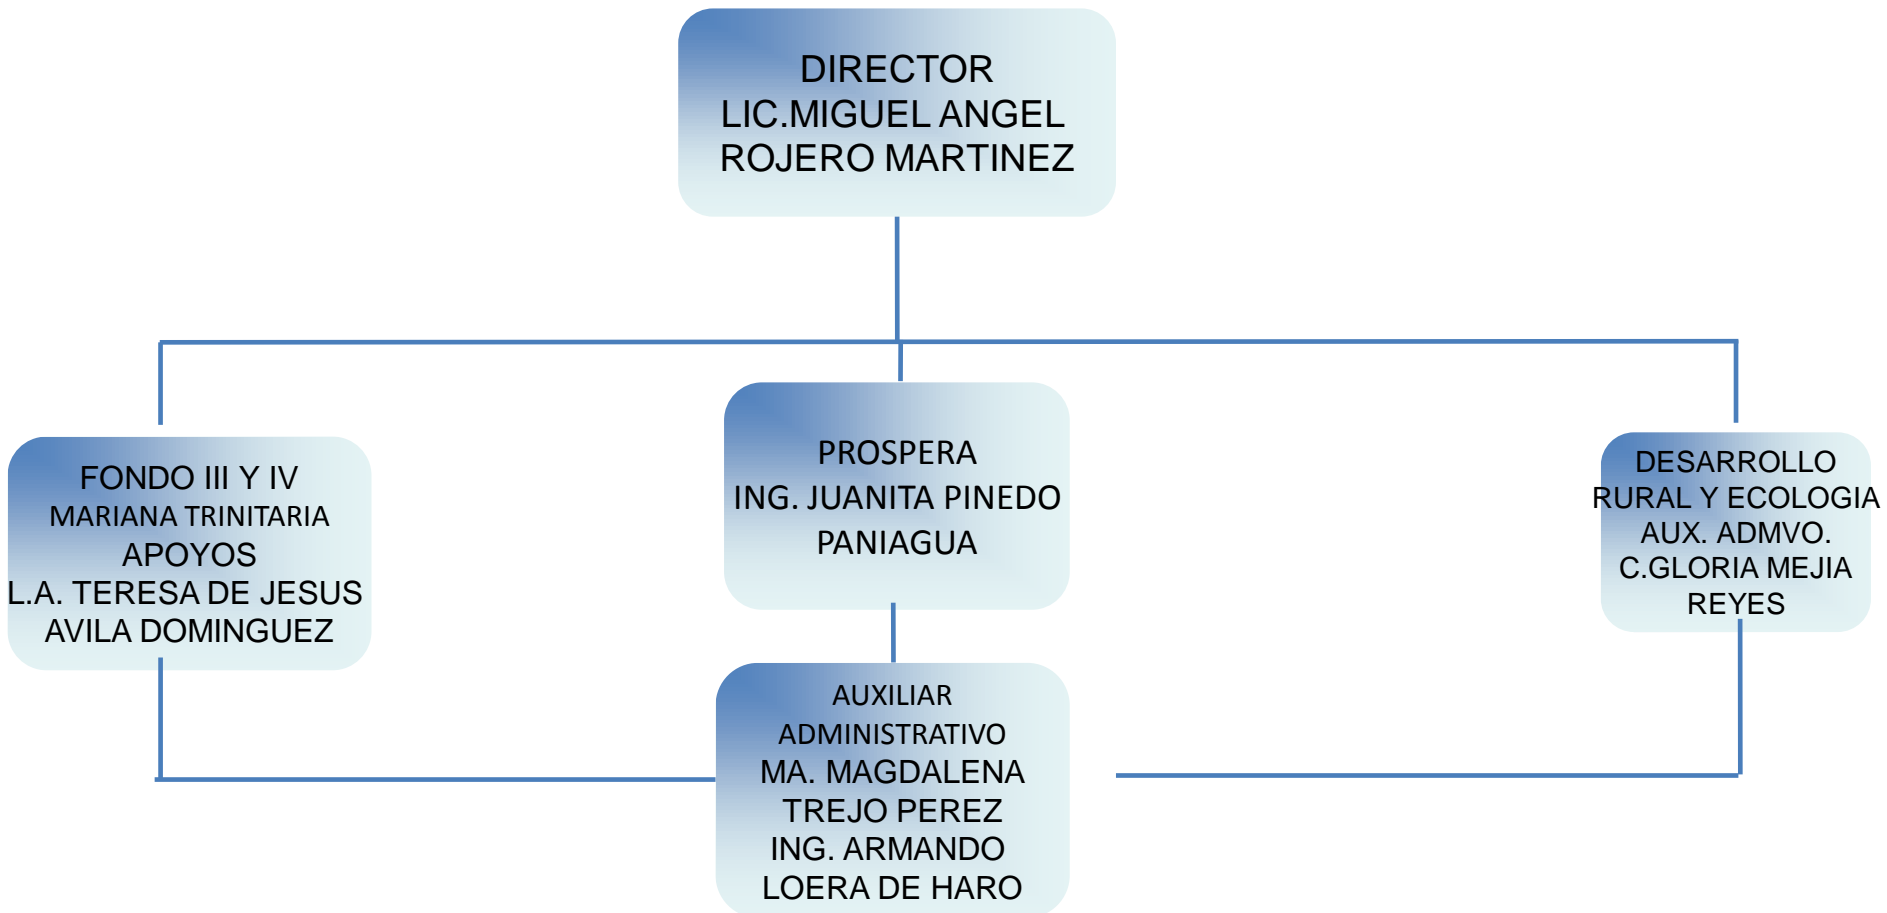 DIRECTOR
LIC.MIGUEL ANGEL
ROJERO MARTINEZ
FONDO III Y IV
MARIANA TRINITARIA
APOYOS
L.A. TERESA DE JESUS
AVILA DOMINGUEZ
PROSPERA
ING. JUANITA PINEDO
PANIAGUA
DESARROLLO
RURAL Y ECOLOGIA
AUX. ADMVO.
C.GLORIA MEJIA
REYES
AUXILIAR
ADMINISTRATIVO
MA. MAGDALENA
TREJO PEREZ
ING. ARMANDO
LOERA DE HARO